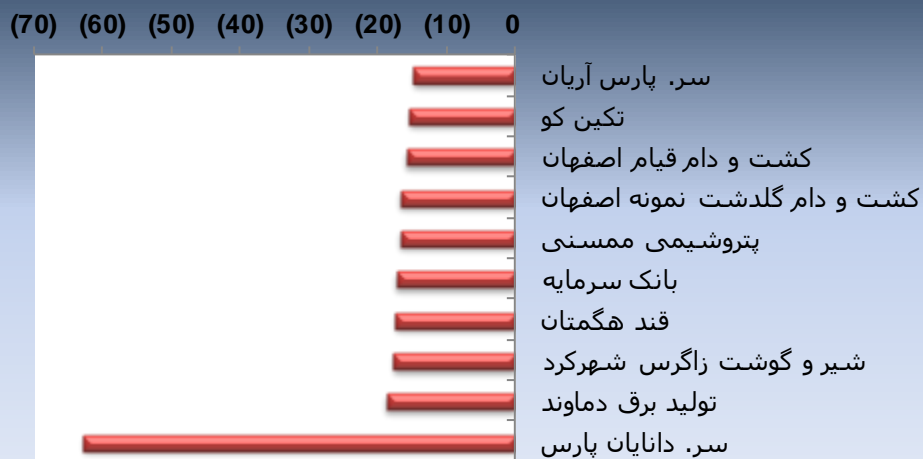 (70) (60) (50) (40) (30) (20) (10) 0
سر. پارس آریان
تکین کو
کشت و دام قیام اصفهان
کشت و دام گلدشت نمونه اصفهان
پتروشیمی ممسنی
بانک سرمایه
قند هگمتان
شیر و گوشت زاگرس شهرکرد
تولید برق دماوند
سر. دانایان پارس